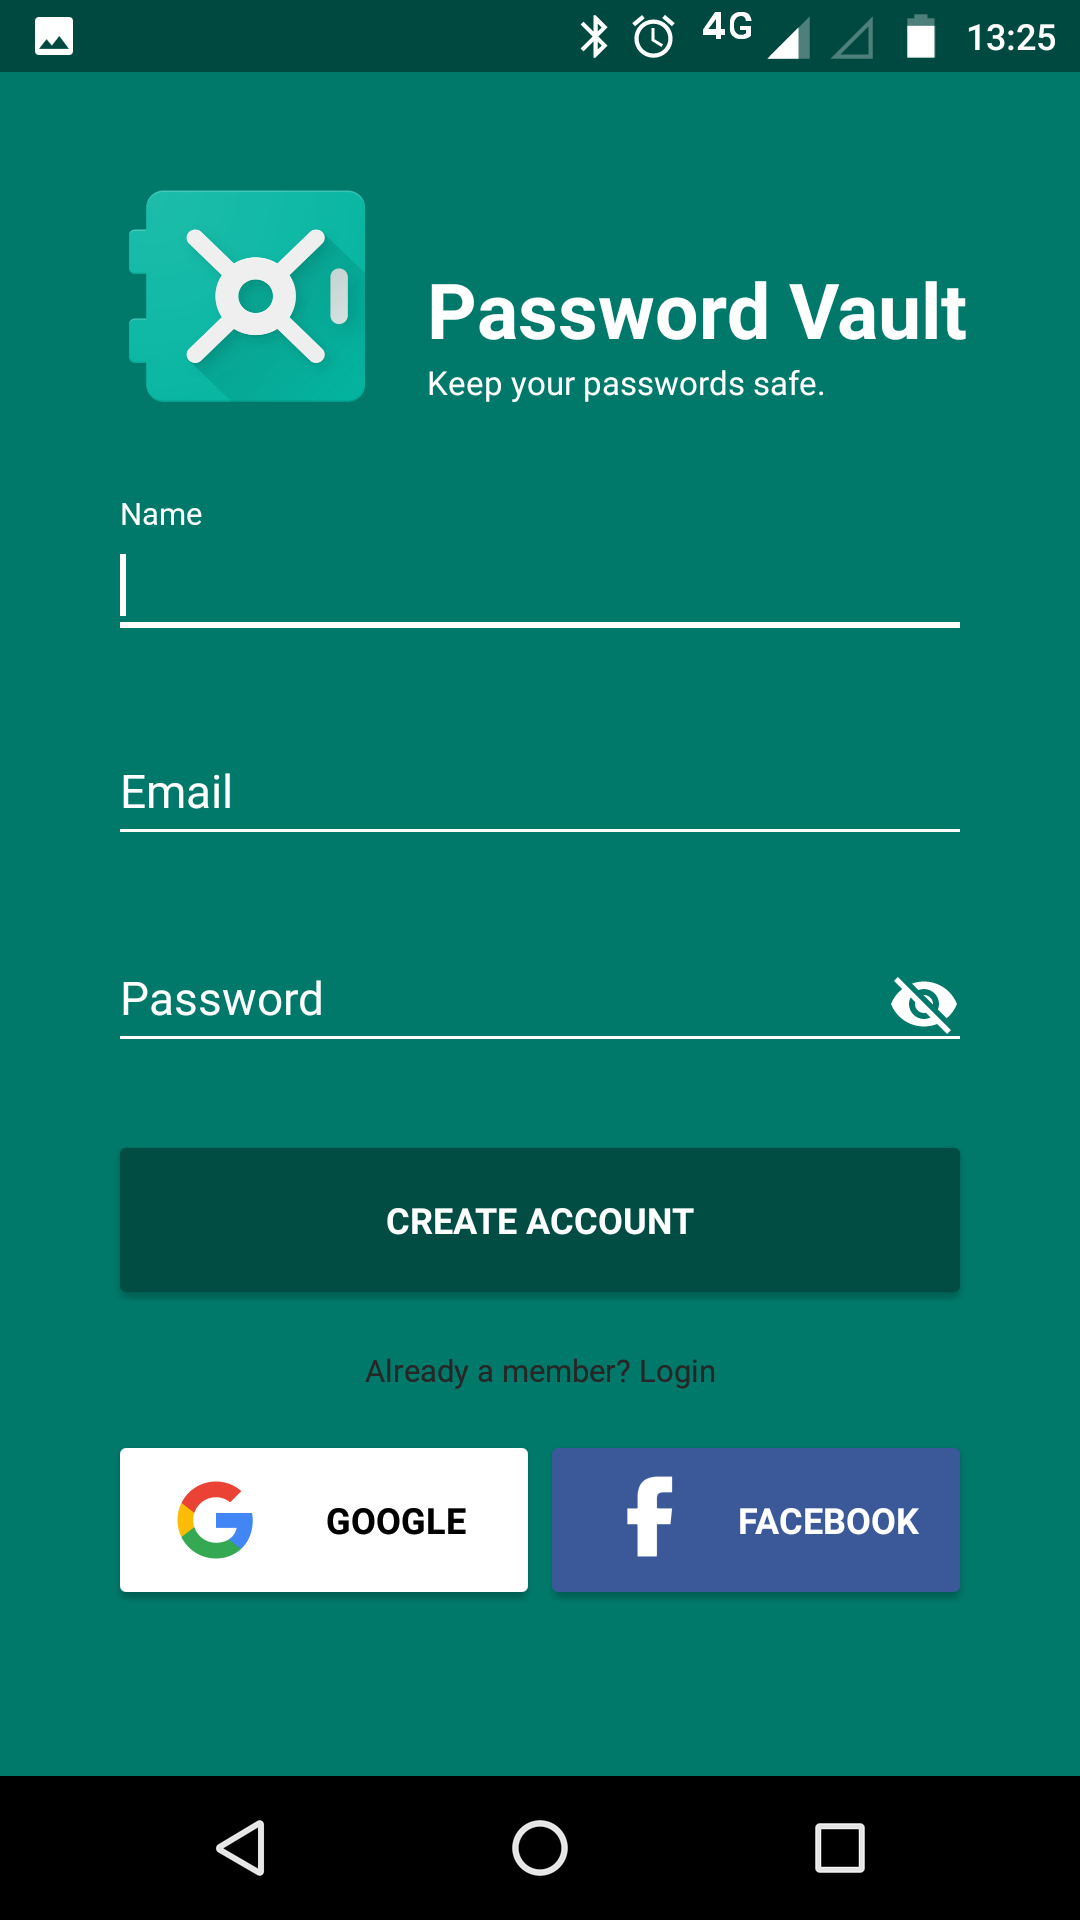 4G 13:25
Password Vault
Keep your passwords safe.
Name
Email
Password
CREATE ACCOUNT
Already a member? Login
GOOGLE FACEBOOK